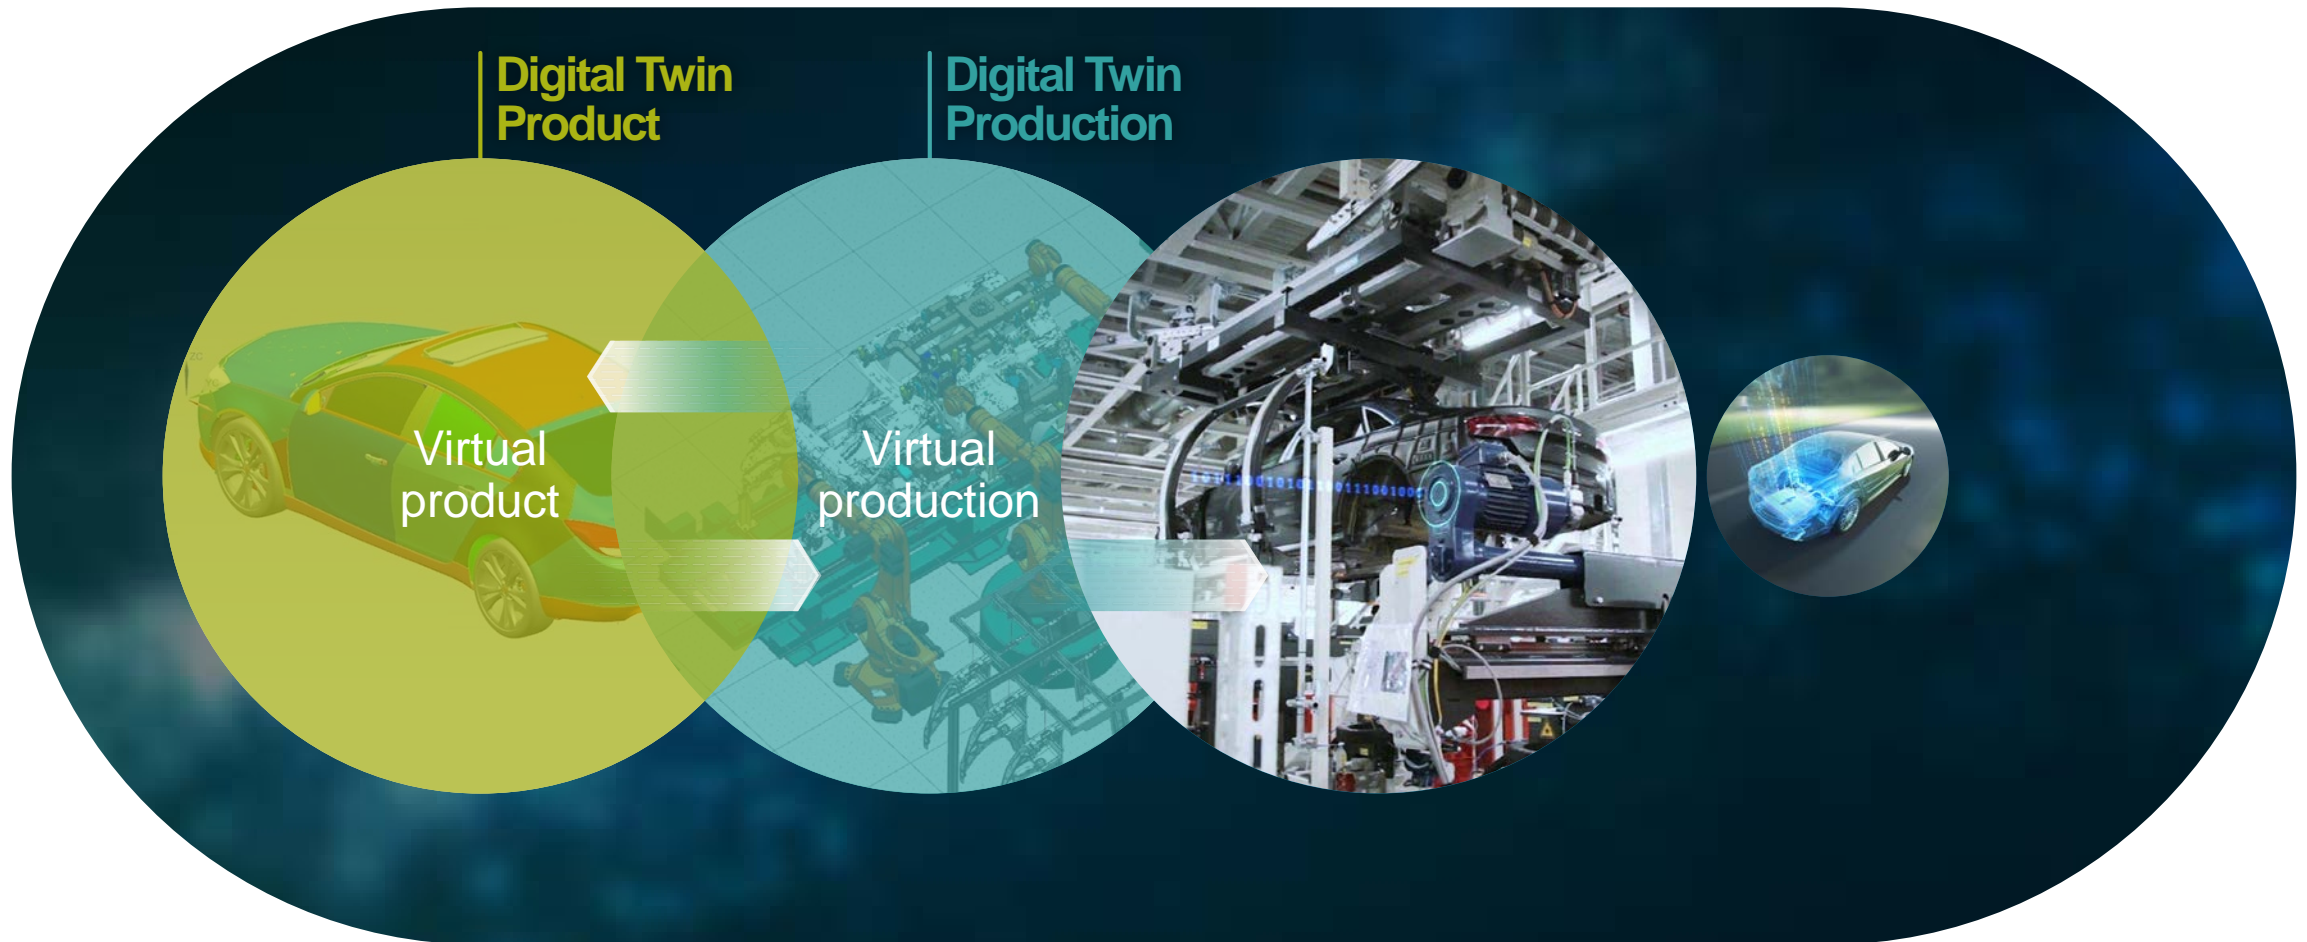 Digital Twin
Product
Digital Twin
Production
Virtual
product
Virtual
production